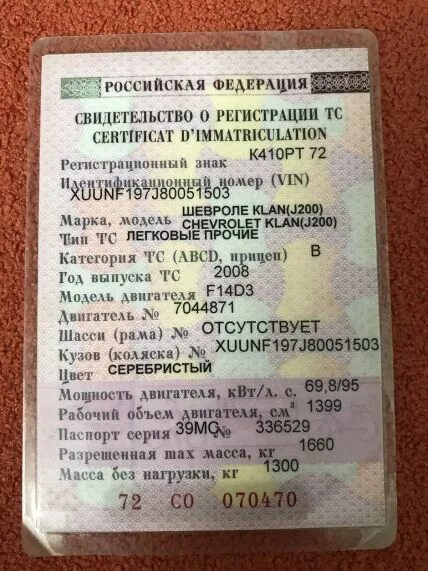 РОССИЙСКАЯ ФЕДЕРАЦИЯ
СВИДЕТЕЛЬСТВО О РЕГИСТРАЦИИ ТС
CERTIFICAT D'IMMATRICULATION
Регистрационный знак К410РТ 72
Идентификационный номер (VIN)
XUUNF197J80051503
Марка, модель ШЕВРОЛЕ KLAN(J200)
CHEVROLET KLAN(J200)
Тип ТС ЛЕГКОВЫЕ ПРОЧИЕ
Категория ТС (ABCD, прицеп) B
Год выпуска ТС 2008
Модель двигателя F14D3
Двигатель № 7044871
Шасси (рама) № ОТСУТСТВУЕТ
Кузов (коляска) № XUUNF197J80051503
Цвет СЕРЕБРИСТЫЙ
Мощность двигателя, кВт/л. с. 69,8/95
Рабочий объем двигателя, см³ 1399
Паспорт серия 39МС № 336529
Разрешенная max масса, кг 1660
Масса без нагрузки, кг 1300
72 СО 070470